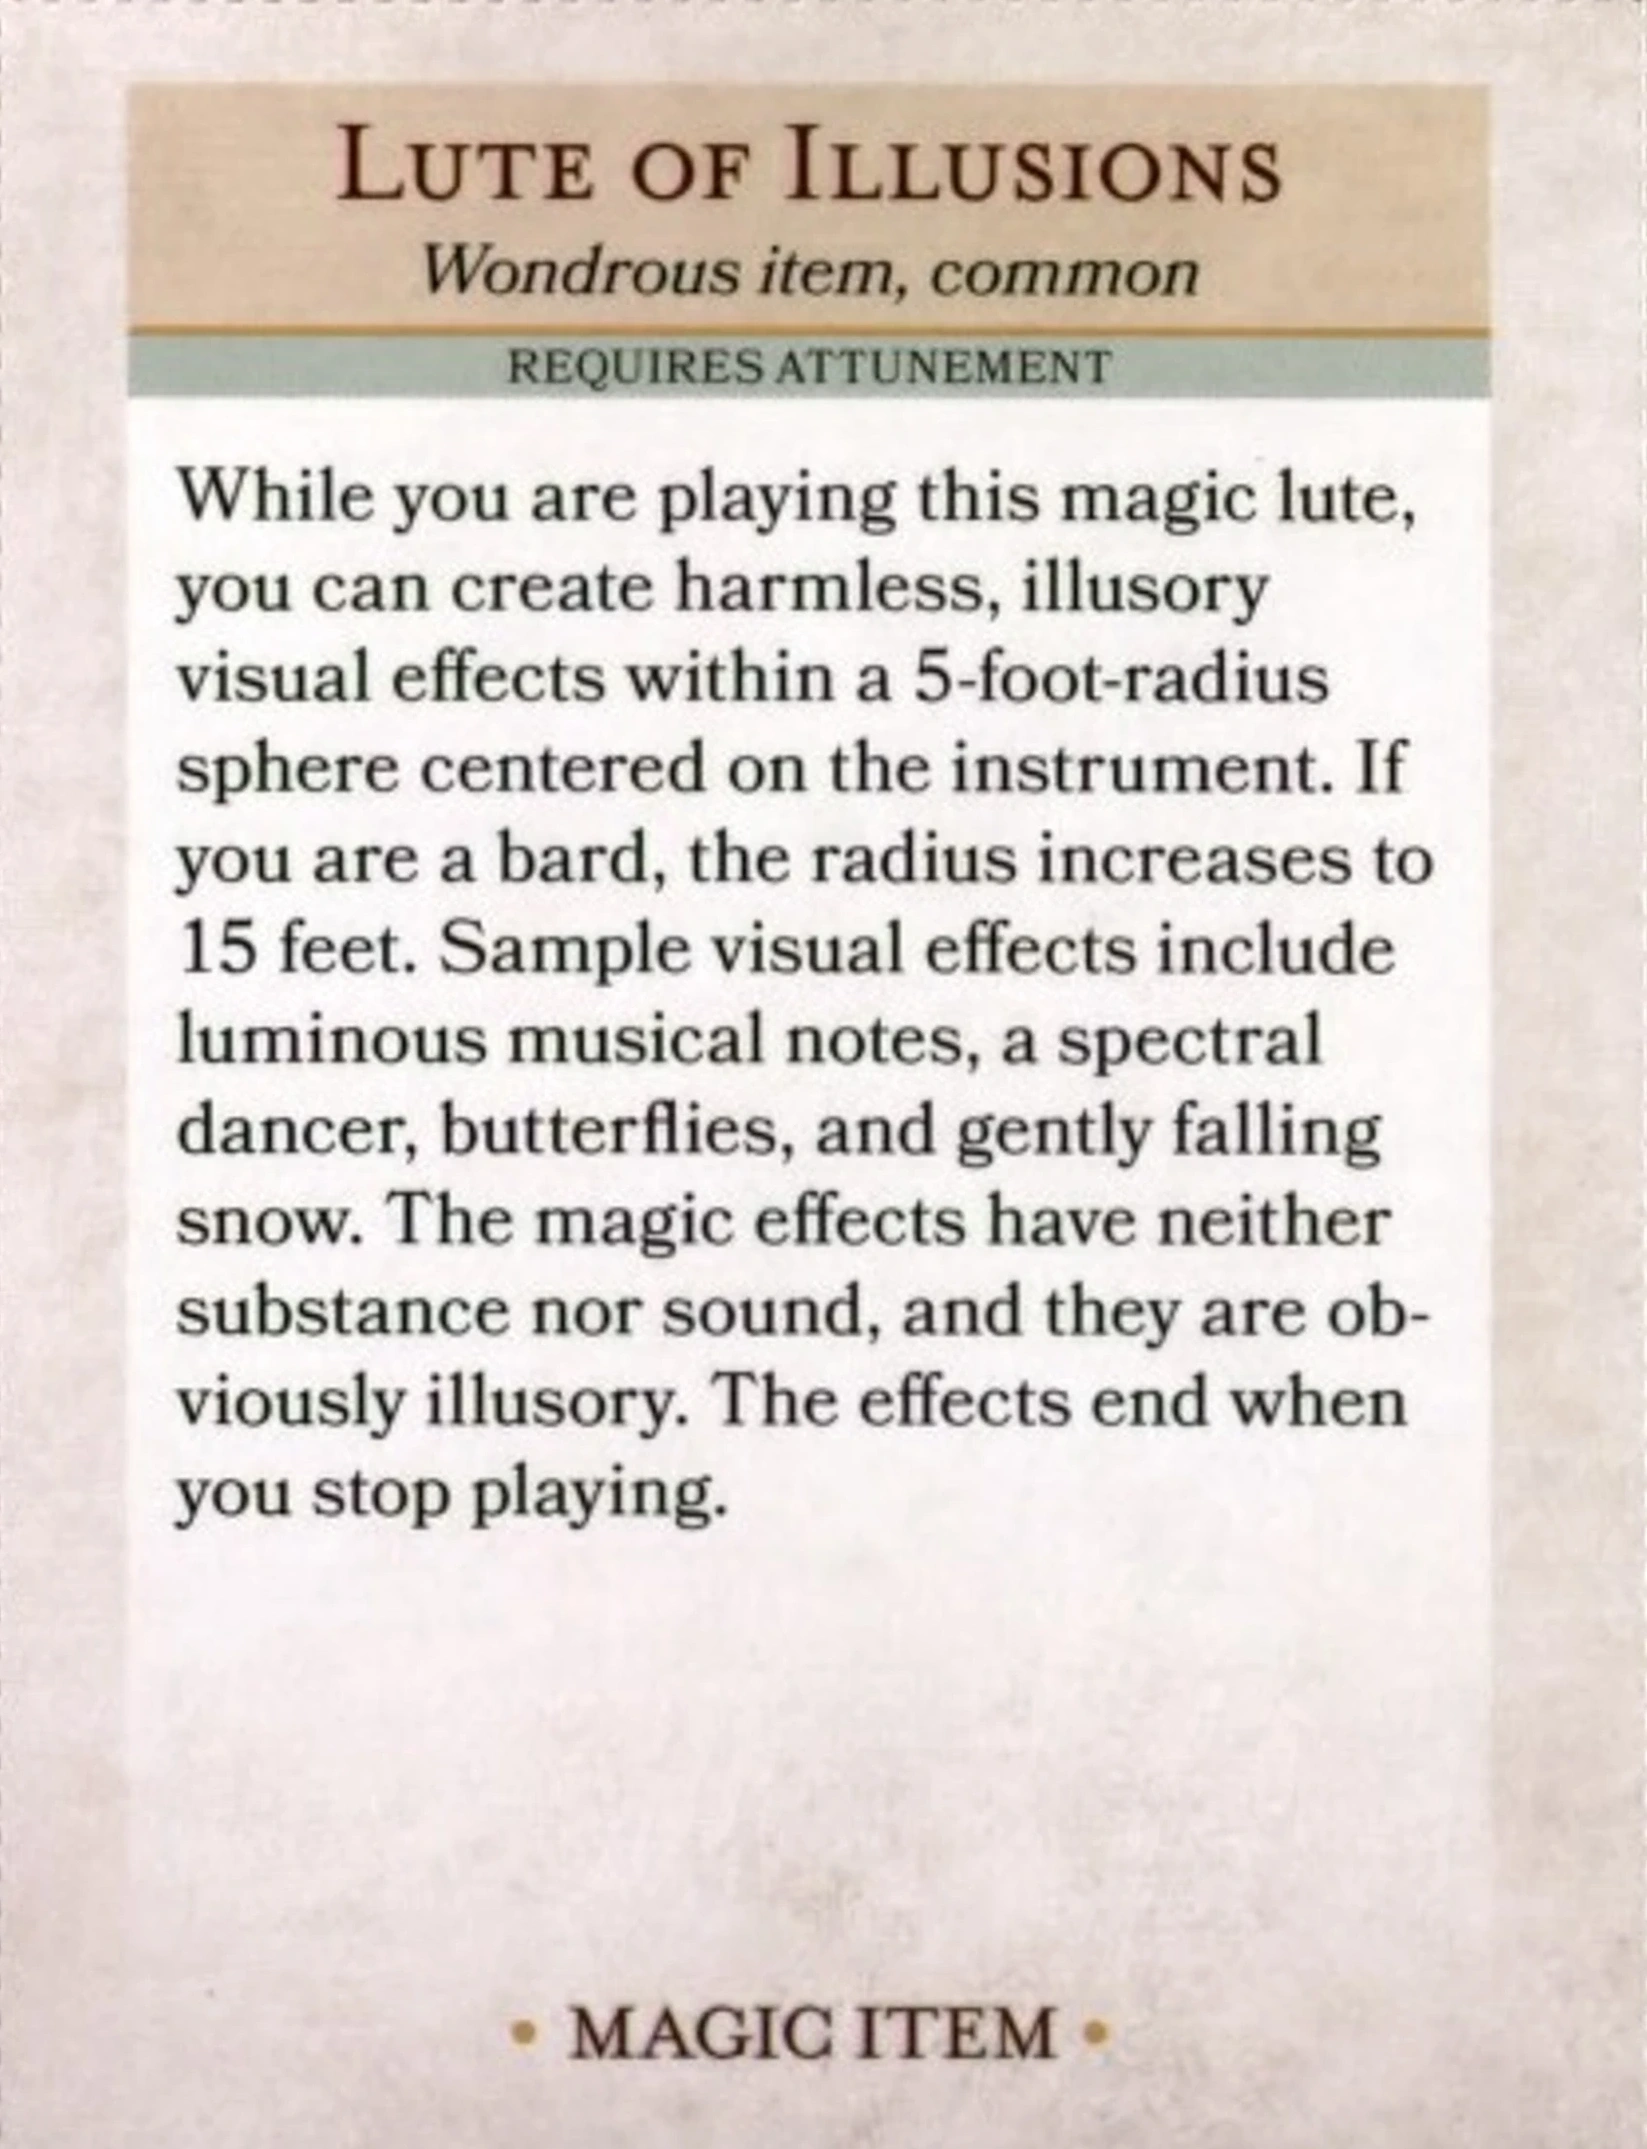 LUTE OF ILLUSIONS
Wondrous item, common
REQUIRES ATTUNEMENT
While you are playing this magic lute,
you can create harmless, illusory
visual effects within a 5-foot-radius
sphere centered on the instrument. If
you are a bard, the radius increases to
15 feet. Sample visual effects include
luminous musical notes, a spectral
dancer, butterflies, and gently falling
snow. The magic effects have neither
substance nor sound, and they are ob-
viously illusory. The effects end when
you stop playing.
• MAGIC ITEM •